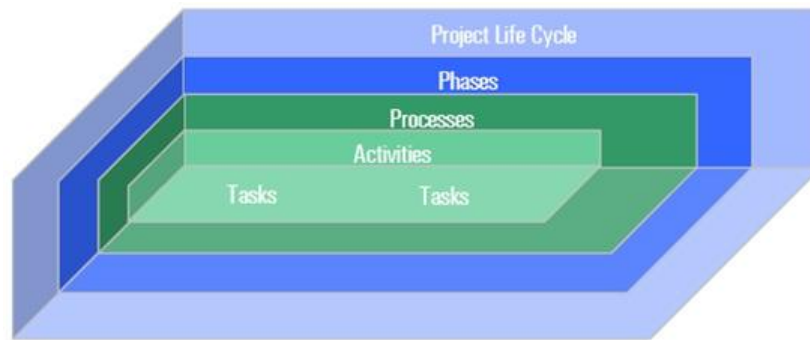 Project Life Cycle
Phases
Processes
Activities
Tasks Tasks